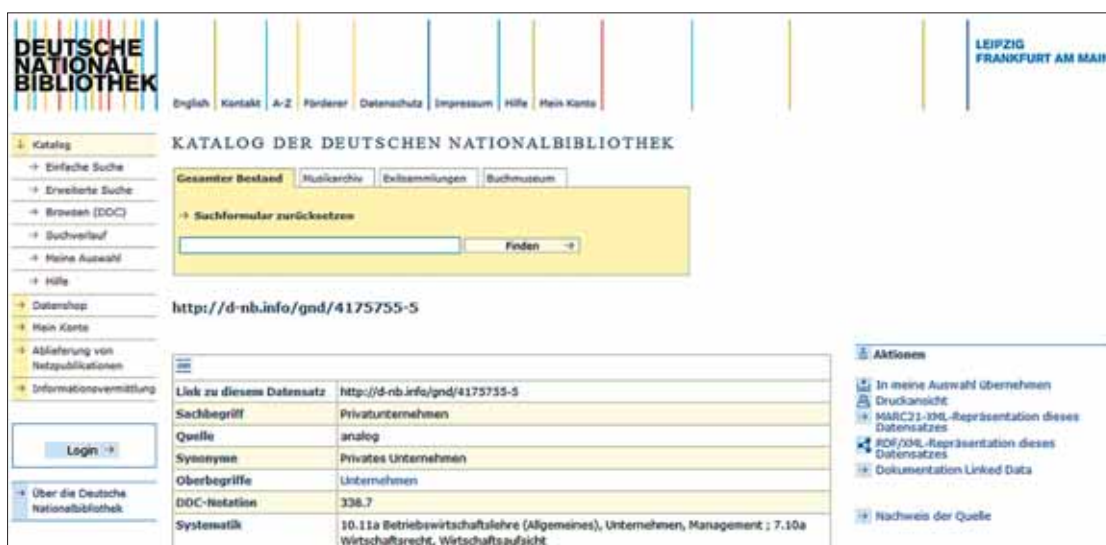 DEUTSCHE
NATIONAL
BIBLIOTHEK
LEIPZIG
FRANKFURT AM MAIN
English Kontakt A-Z Förderer Datenschutz Impressum Hilfe Mein Konto
Katalog
→ Einfache Suche
→ Erweiterte Suche
→ Browsen (DDC)
→ Suchverlauf
→ Meine Auswahl
→ Hilfe
→ Datenshop
→ Mein Konto
→ Ablieferung von
Netzpublikationen
→ Informationsvermittlung
Login →
→ Über die Deutsche
Nationalbibliothek
KATALOG DER DEUTSCHEN NATIONALBIBLIOTHEK
Gesamter Bestand Musikarchiv Exilsammlungen Buchmuseum
→ Suchformular zurücksetzen
Finden →
http://d-nb.info/gnd/4175755-5
Link zu diesem Datensatz http://d-nb.info/gnd/4175755-5
Sachbegriff Privatunternehmen
Quelle analog
Synonyme Privates Unternehmen
Oberbegriffe Unternehmen
DDC-Notation 338.7
Systematik 10.11a Betriebswirtschaftslehre (Allgemeines), Unternehmen, Management ; 7.10a
Wirtschaftsrecht, Wirtschaftsaufsicht
Aktionen
In meine Auswahl übernehmen
Druckansicht
→ MARC21-XML-Repräsentation dieses
Datensatzes
RDF/XML-Repräsentation dieses
Datensatzes
→ Dokumentation Linked Data
→ Nachweis der Quelle